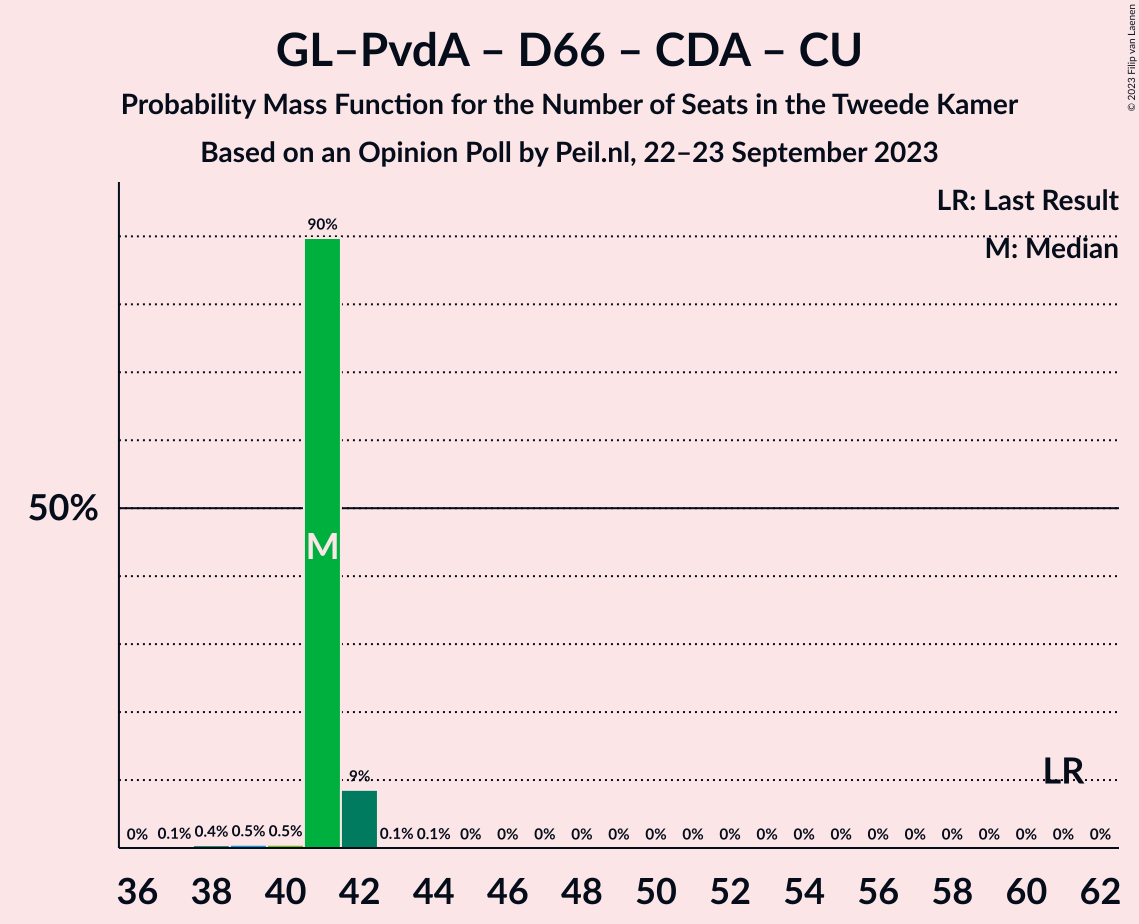 GL–PvdA – D66 – CDA – CU
Probability Mass Function for the Number of Seats in the Tweede Kamer
Based on an Opinion Poll by Peil.nl, 22–23 September 2023
© 2023 Filip van Laenen
LR: Last Result
M: Median
90%
50%
M
LR
9%
0% 0.1% 0.4% 0.5% 0.5% 0.1% 0.1% 0% 0% 0% 0% 0% 0% 0% 0% 0% 0% 0% 0% 0% 0% 0% 0% 0% 0%
36 38 40 42 44 46 48 50 52 54 56 58 60 62